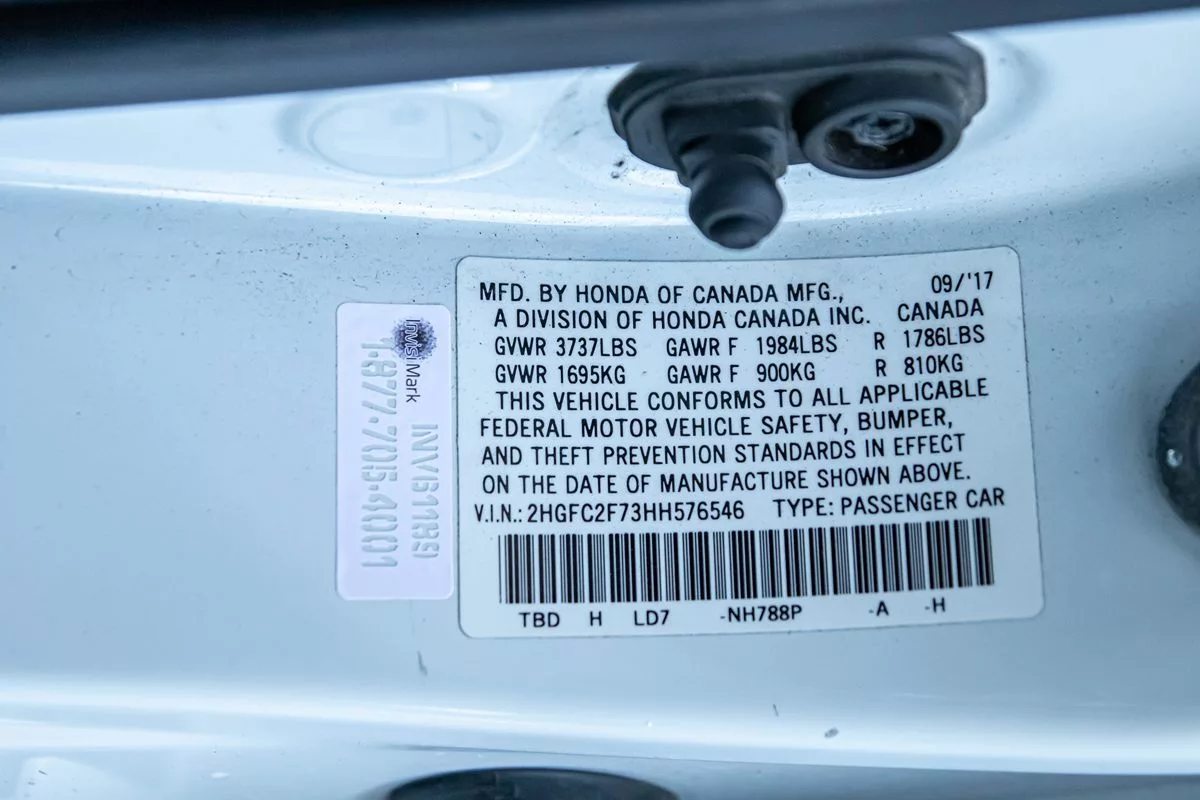 MFD. BY HONDA OF CANADA MFG., 09/'17
A DIVISION OF HONDA CANADA INC. CANADA
GVWR 3737LBS GAWR F 1984LBS R 1786LBS
GVWR 1695KG GAWR F 900KG R 810KG
THIS VEHICLE CONFORMS TO ALL APPLICABLE
FEDERAL MOTOR VEHICLE SAFETY, BUMPER,
AND THEFT PREVENTION STANDARDS IN EFFECT
ON THE DATE OF MANUFACTURE SHOWN ABOVE.
V.I.N.: 2HGFC2F73HH576546 TYPE: PASSENGER CAR
TBD H LD7 -NH788P -A -H
InvisiMark
1·877·705·4001